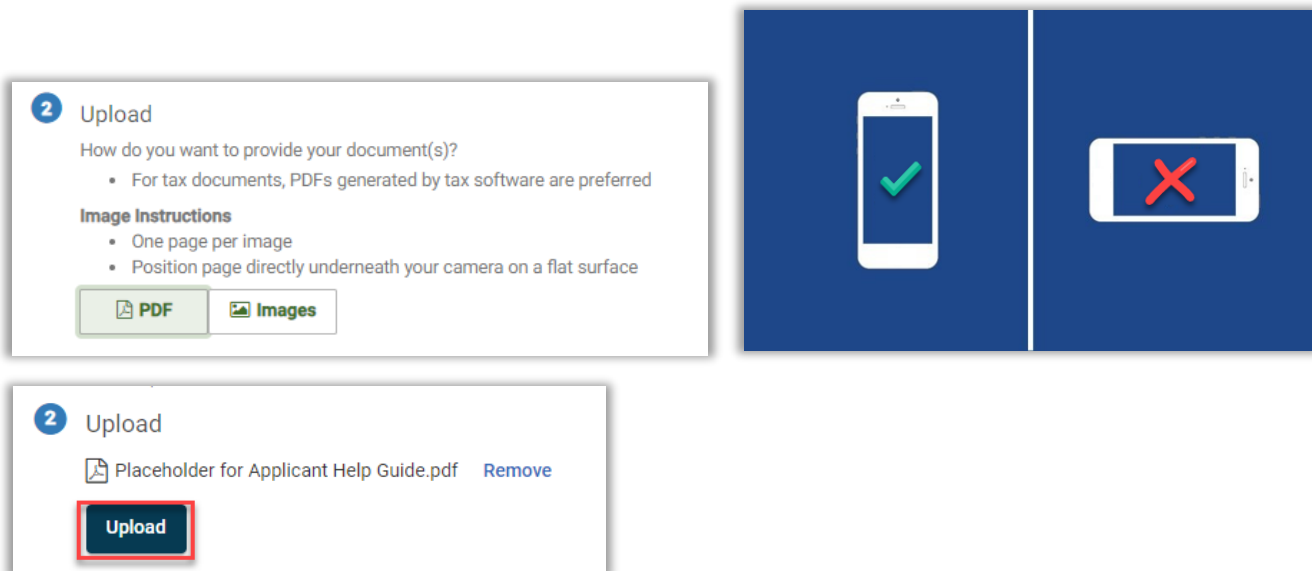 2 Upload
How do you want to provide your document(s)?
• For tax documents, PDFs generated by tax software are preferred
Image Instructions
• One page per image
• Position page directly underneath your camera on a flat surface
PDF Images
2 Upload
Placeholder for Applicant Help Guide.pdf Remove
Upload